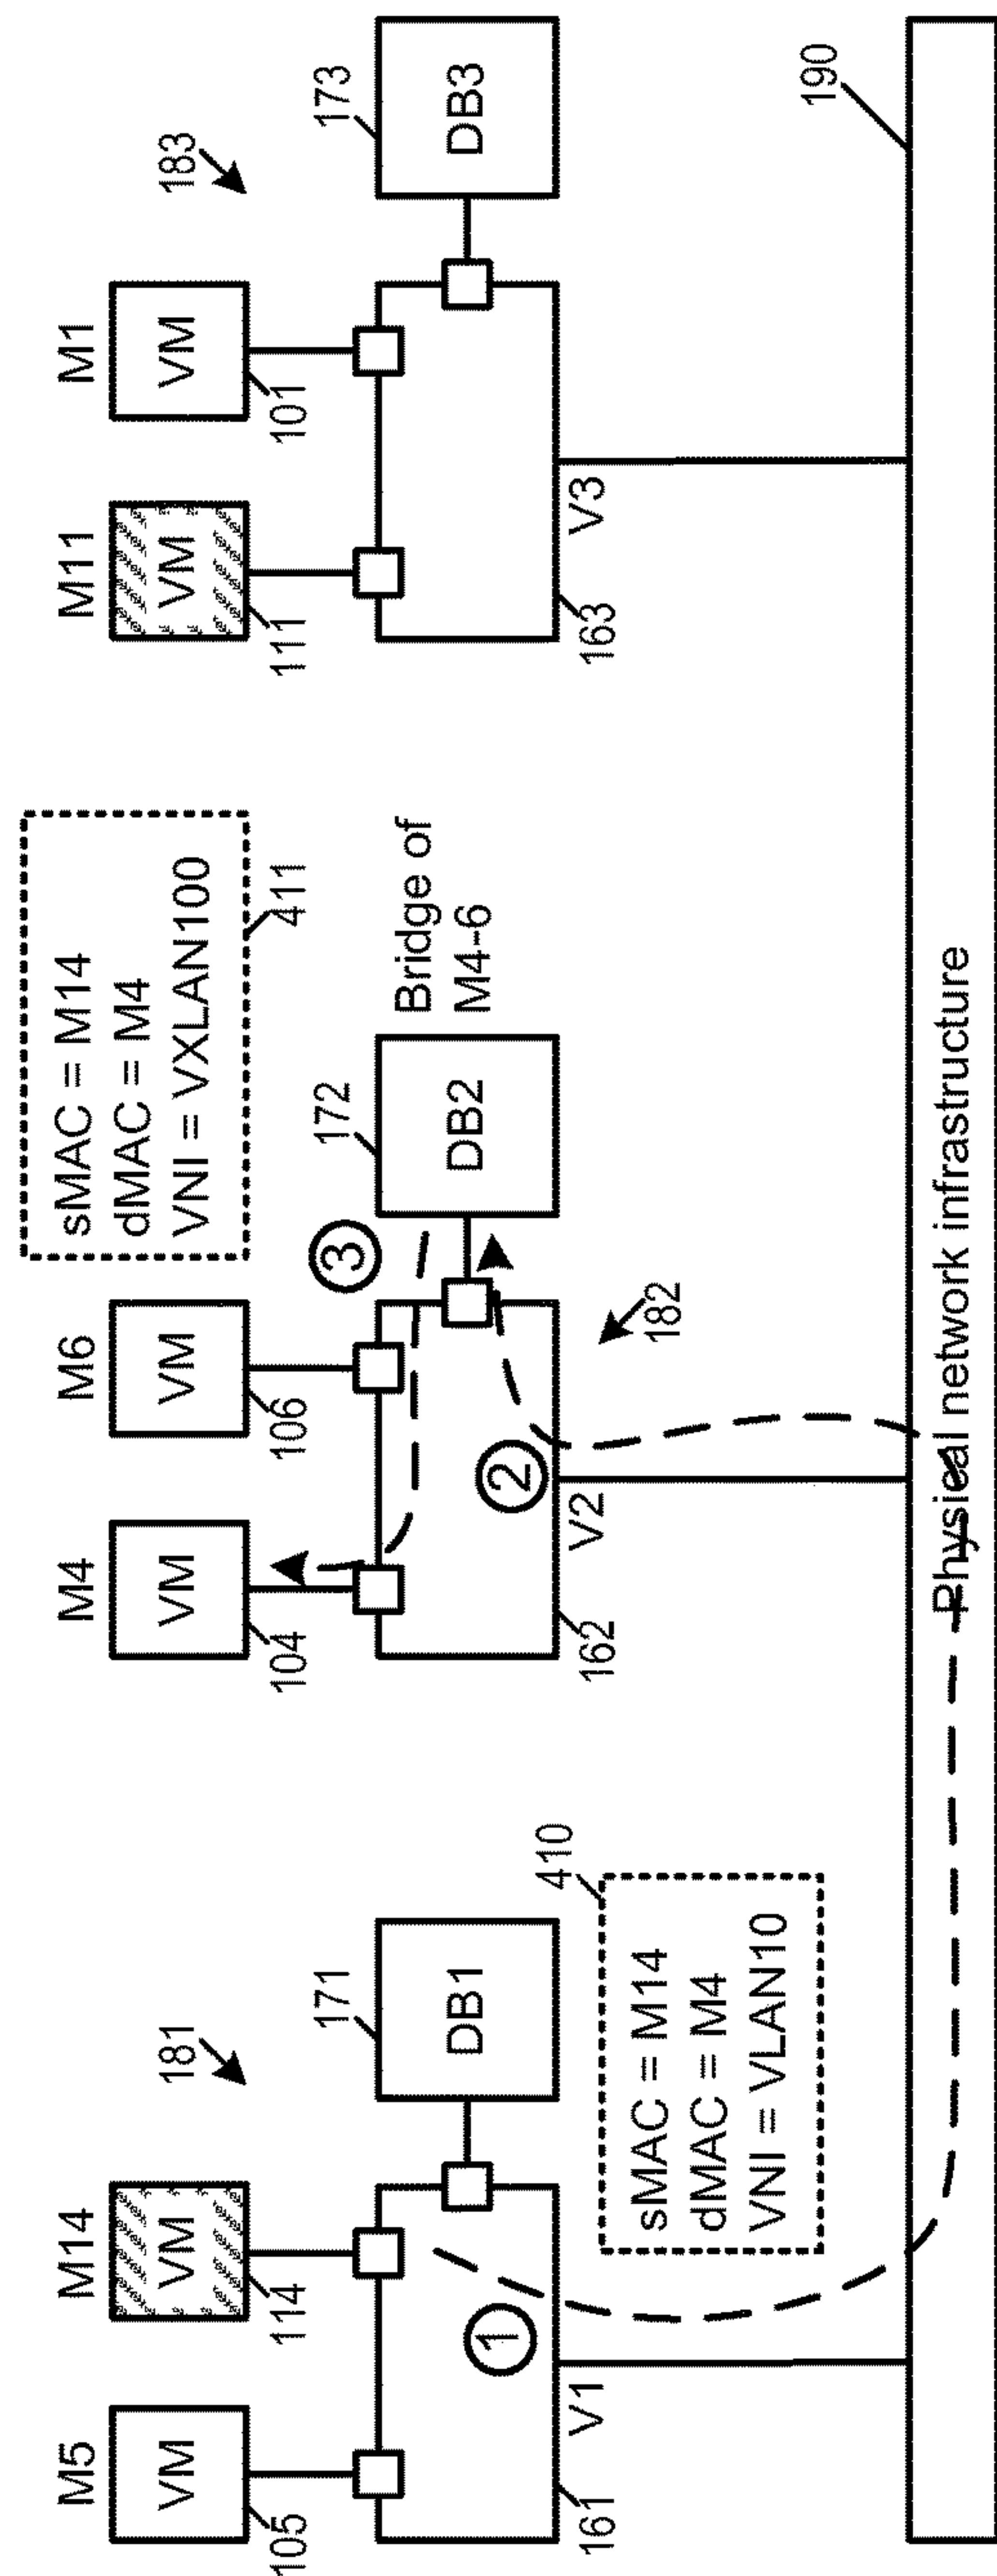 M5
M14
M4
M6
M11
M1
VM
VM
VM
VM
VM
VM
105
114
104
106
111
101
181
183
sMAC = M14
dMAC = M4
VNI = VXLAN100
411
171
172
173
DB1
DB2
DB3
Bridge of
M4-6
1
2
3
182
161
V1
162
V2
163
V3
410
sMAC = M14
dMAC = M4
VNI = VLAN10
190
Physical network infrastructure